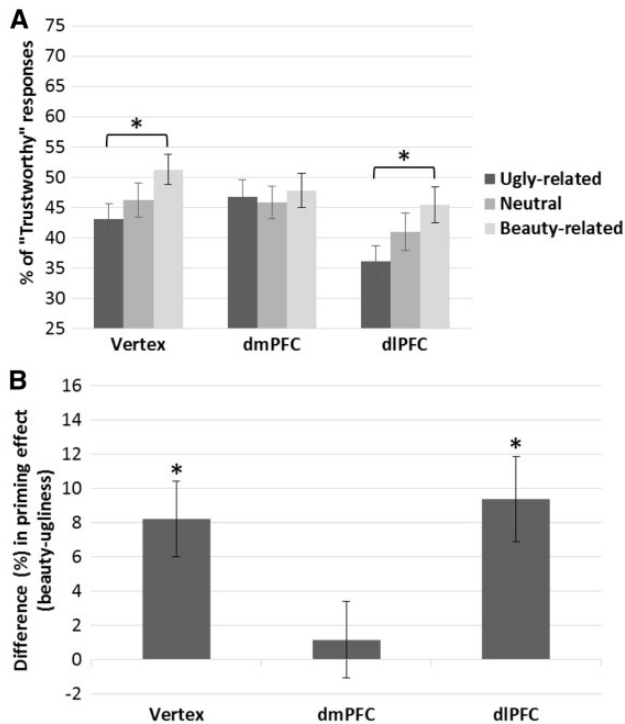 A
% of "Trustworthy" responses
75
70
65
60
55
50
45
40
35
30
25
*
*
Vertex
dmPFC
dlPFC
Ugly-related
Neutral
Beauty-related
B
Difference (%) in priming effect
(beauty-ugliness)
16
14
12
10
8
6
4
2
0
-2
*
*
Vertex
dmPFC
dlPFC